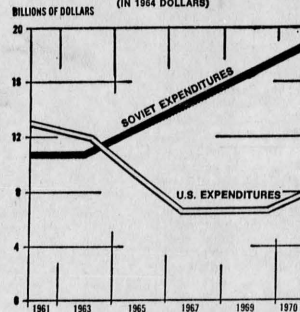 (IN 1964 DOLLARS)
BILLIONS OF DOLLARS
20
18
SOVIET EXPENDITURES
12
U.S. EXPENDITURES
8
4
0
1961 1963 1965 1967 1969 1970